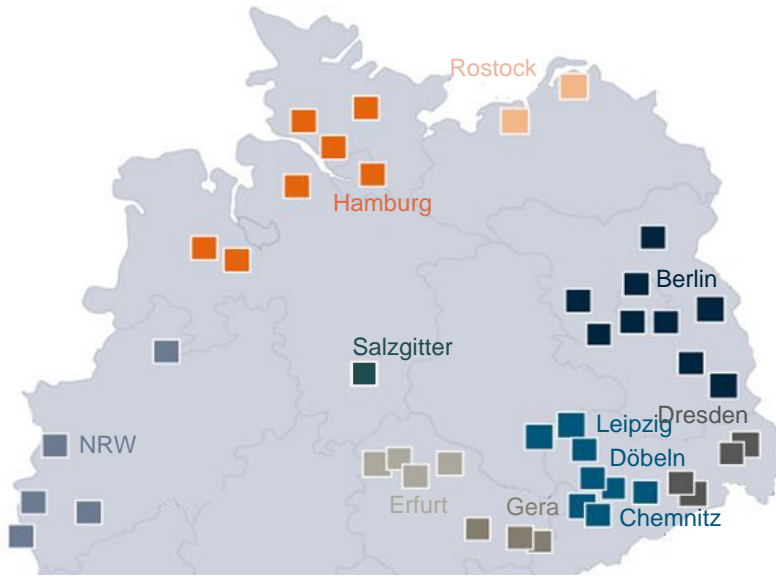 Rostock
Hamburg
Berlin
Salzgitter
Dresden
Leipzig
NRW
Döbeln
Erfurt
Gera
Chemnitz